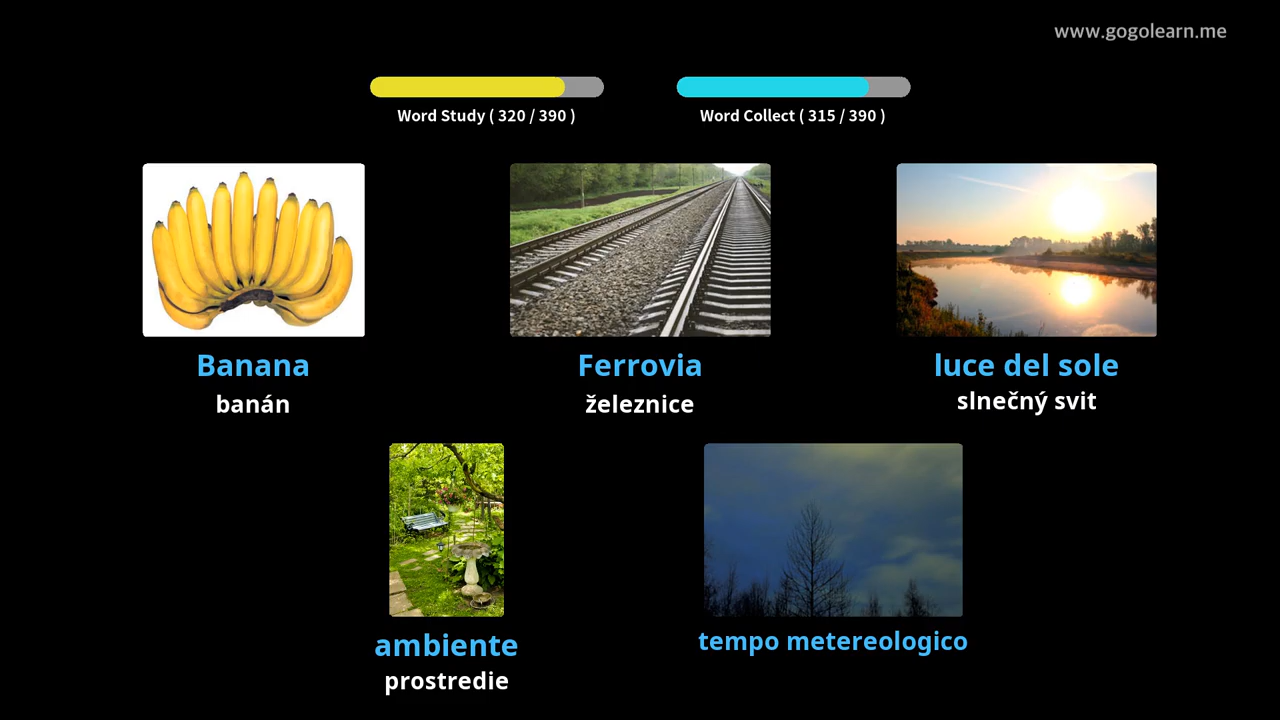 www.gogolearn.me
Word Study ( 320 / 390 )
Word Collect ( 315 / 390 )
Banana
banán
Ferrovia
železnice
luce del sole
slnečný svit
ambiente
prostredie
tempo metereologico